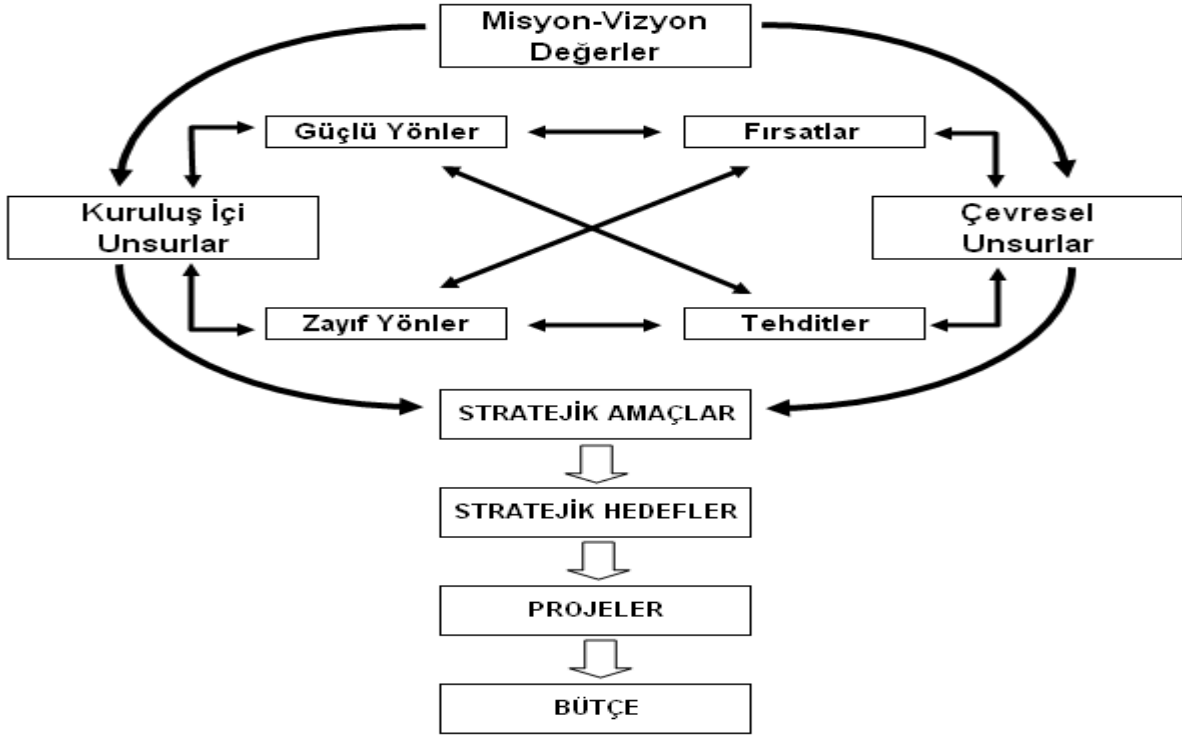 Misyon-Vizyon
Değerler
Güçlü Yönler
Fırsatlar
Kuruluş İçi
Unsurlar
Çevresel
Unsurlar
Zayıf Yönler
Tehditler
STRATEJİK AMAÇLAR
STRATEJİK HEDEFLER
PROJELER
BÜTÇE